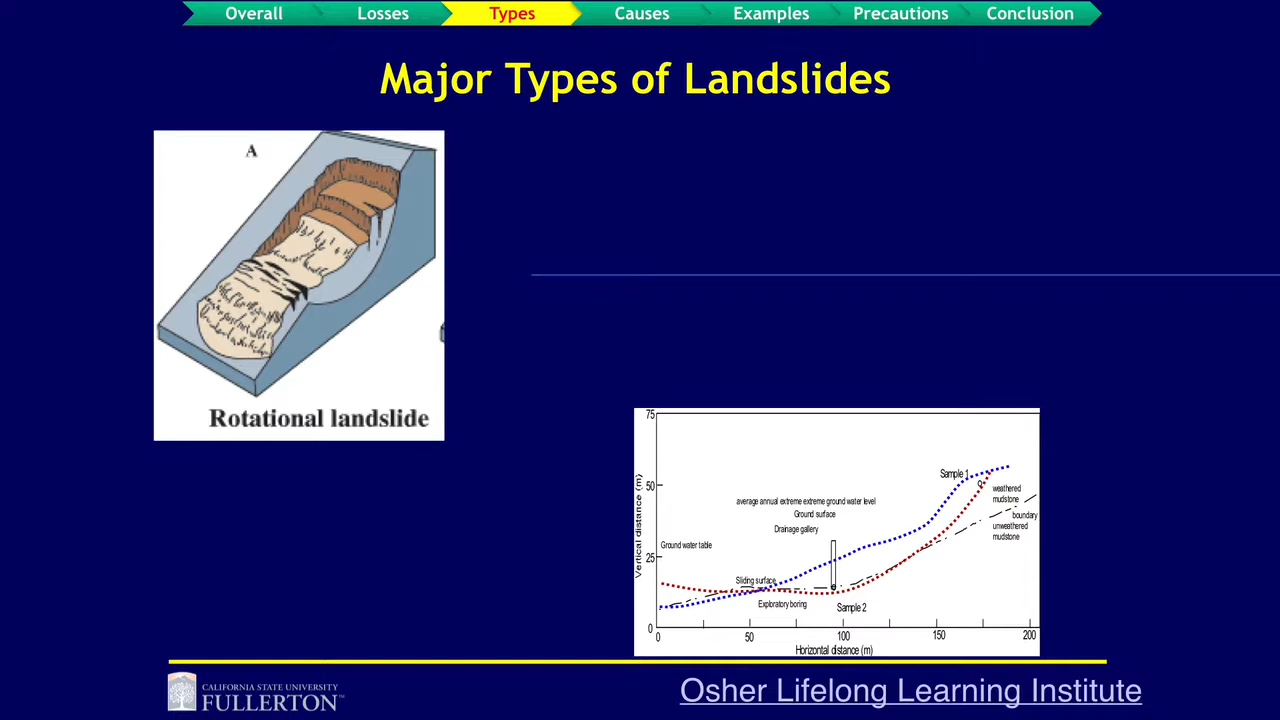 Overall Losses Types Causes Examples Precautions Conclusion
Major Types of Landslides
A
Rotational landslide
75
50
25
0
Vertical distance (m)
Sample 1
weathered
mudstone
average annual extreme extreme ground water level
Ground surface
boundary
unweathered
mudstone
Drainage gallery
Ground water table
Sliding surface
Exploratory boring
Sample 2
0 50 100 150 200
Horizontal distance (m)
CALIFORNIA STATE UNIVERSITY
FULLERTON™
Osher Lifelong Learning Institute